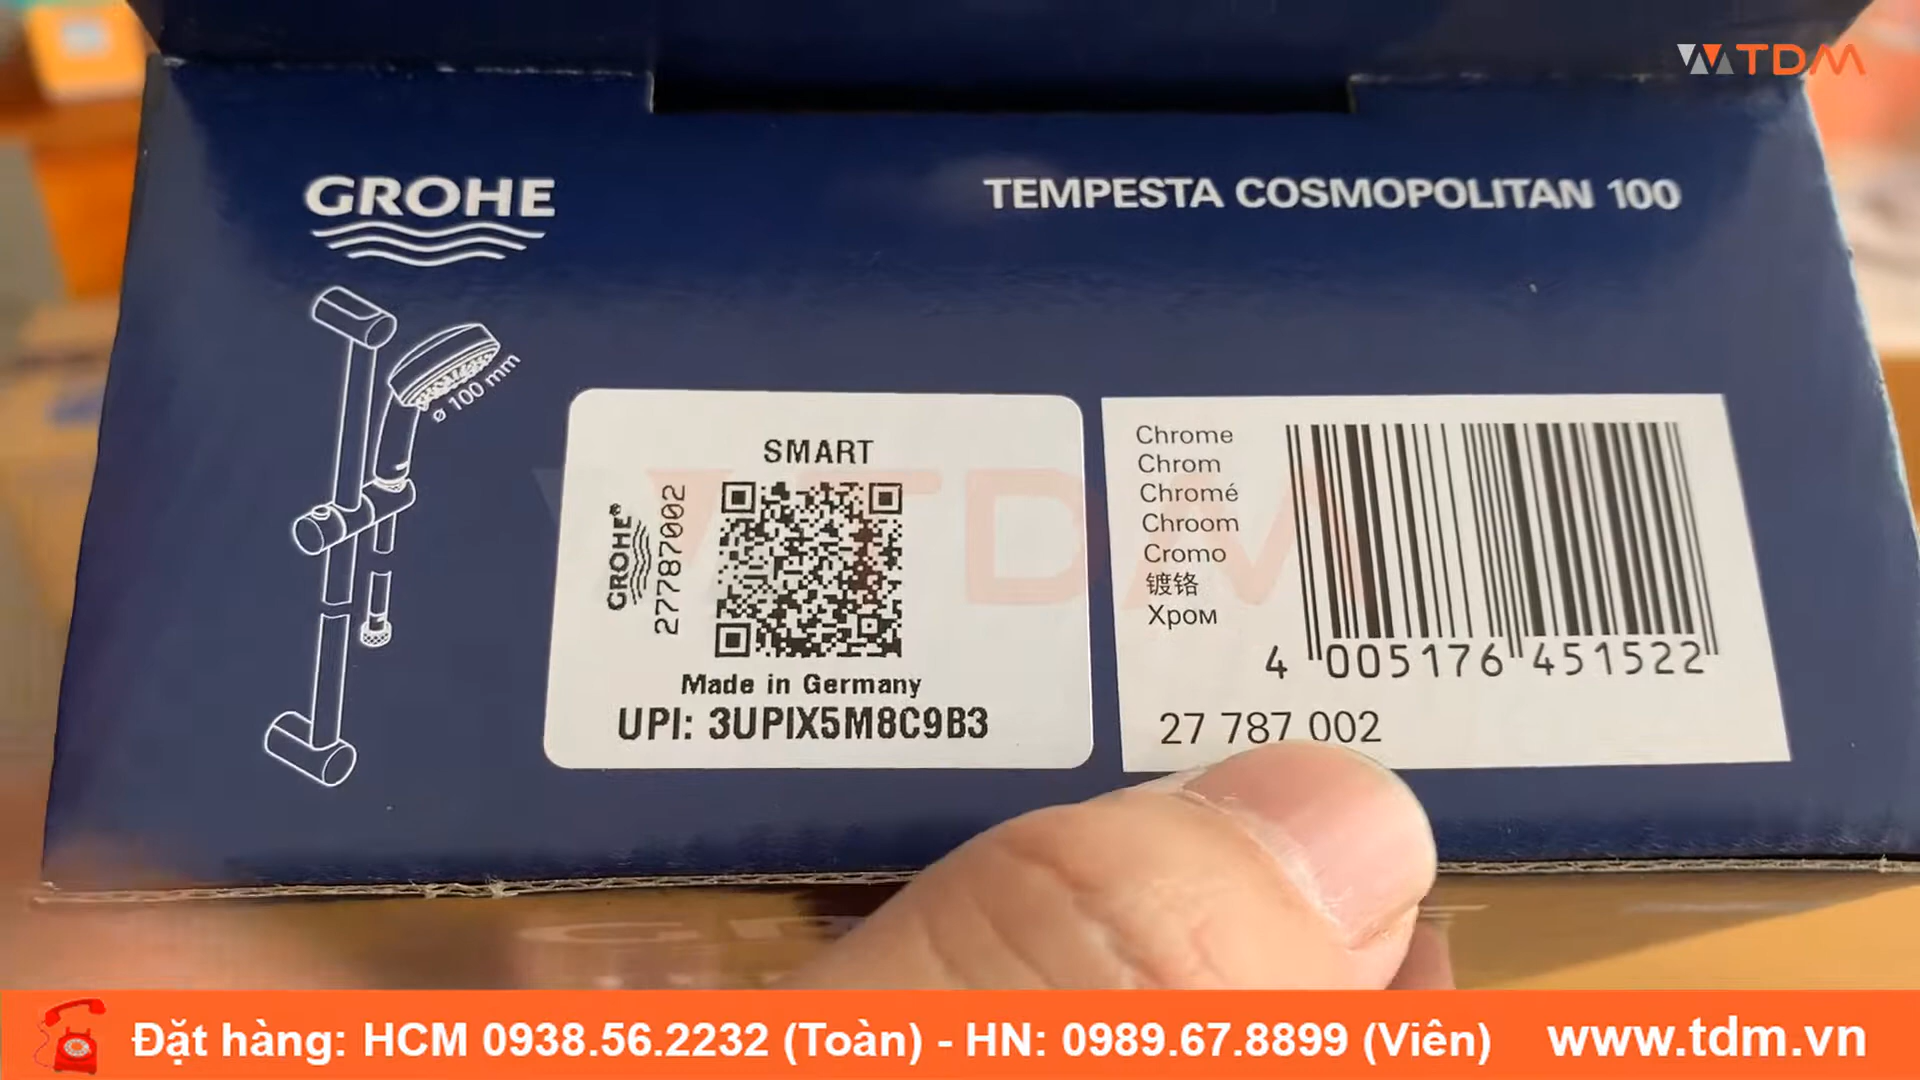 TDM
GROHE
TEMPESTA COSMOPOLITAN 100
ø 100 mm
SMART
GROHE®
27787002
Made in Germany
UPI: 3UPIX5M8C9B3
Chrome
Chrom
Chromé
Chroom
Cromo
镀铬
Хром
4 005176 451522
27 787 002
TDM
Đặt hàng: HCM 0938.56.2232 (Toàn) - HN: 0989.67.8899 (Viên)
www.tdm.vn